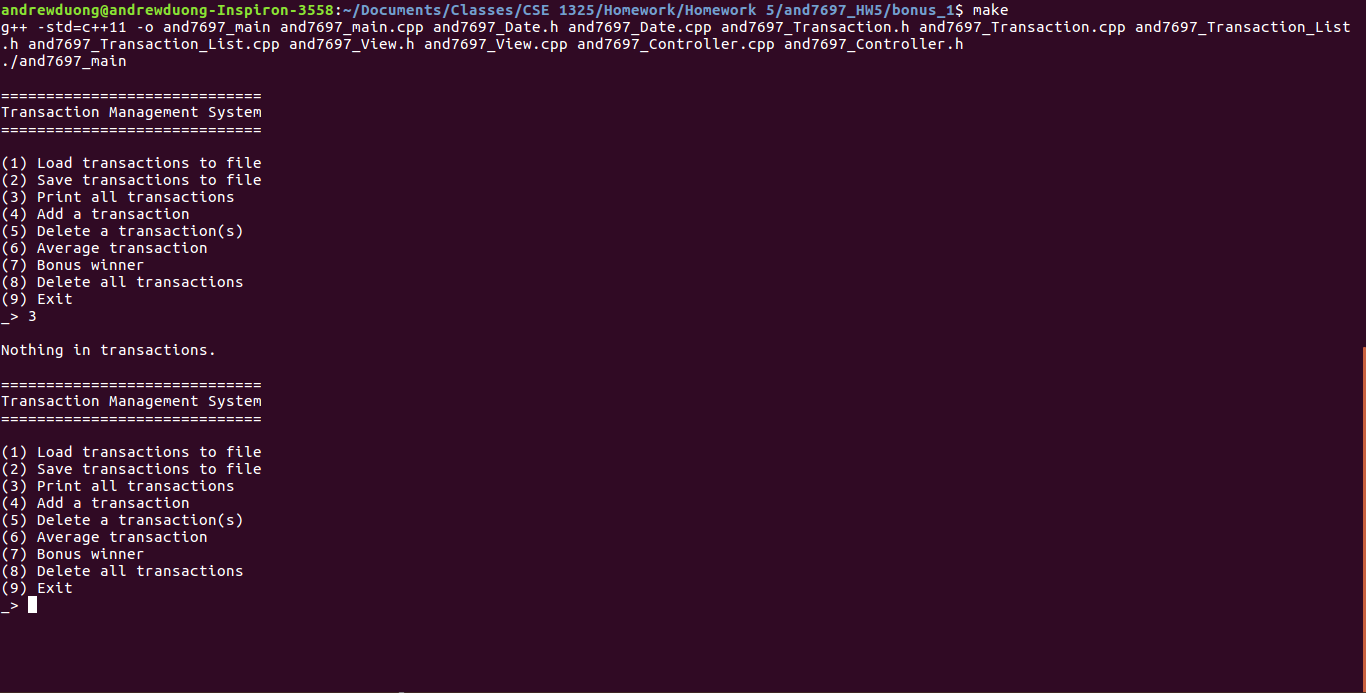 andrewduong@andrewduong-Inspiron-3558:~/Documents/Classes/CSE 1325/Homework/Homework 5/and7697_HW5/bonus_1$ make
g++ -std=c++11 -o and7697_main and7697_main.cpp and7697_Date.h and7697_Date.cpp and7697_Transaction.h and7697_Transaction.cpp and7697_Transaction_List
.h and7697_Transaction_List.cpp and7697_View.h and7697_View.cpp and7697_Controller.cpp and7697_Controller.h
./and7697_main
=============================
Transaction Management System
=============================
(1) Load transactions to file
(2) Save transactions to file
(3) Print all transactions
(4) Add a transaction
(5) Delete a transaction(s)
(6) Average transaction
(7) Bonus winner
(8) Delete all transactions
(9) Exit
_> 3
Nothing in transactions.
=============================
Transaction Management System
=============================
(1) Load transactions to file
(2) Save transactions to file
(3) Print all transactions
(4) Add a transaction
(5) Delete a transaction(s)
(6) Average transaction
(7) Bonus winner
(8) Delete all transactions
(9) Exit
_>